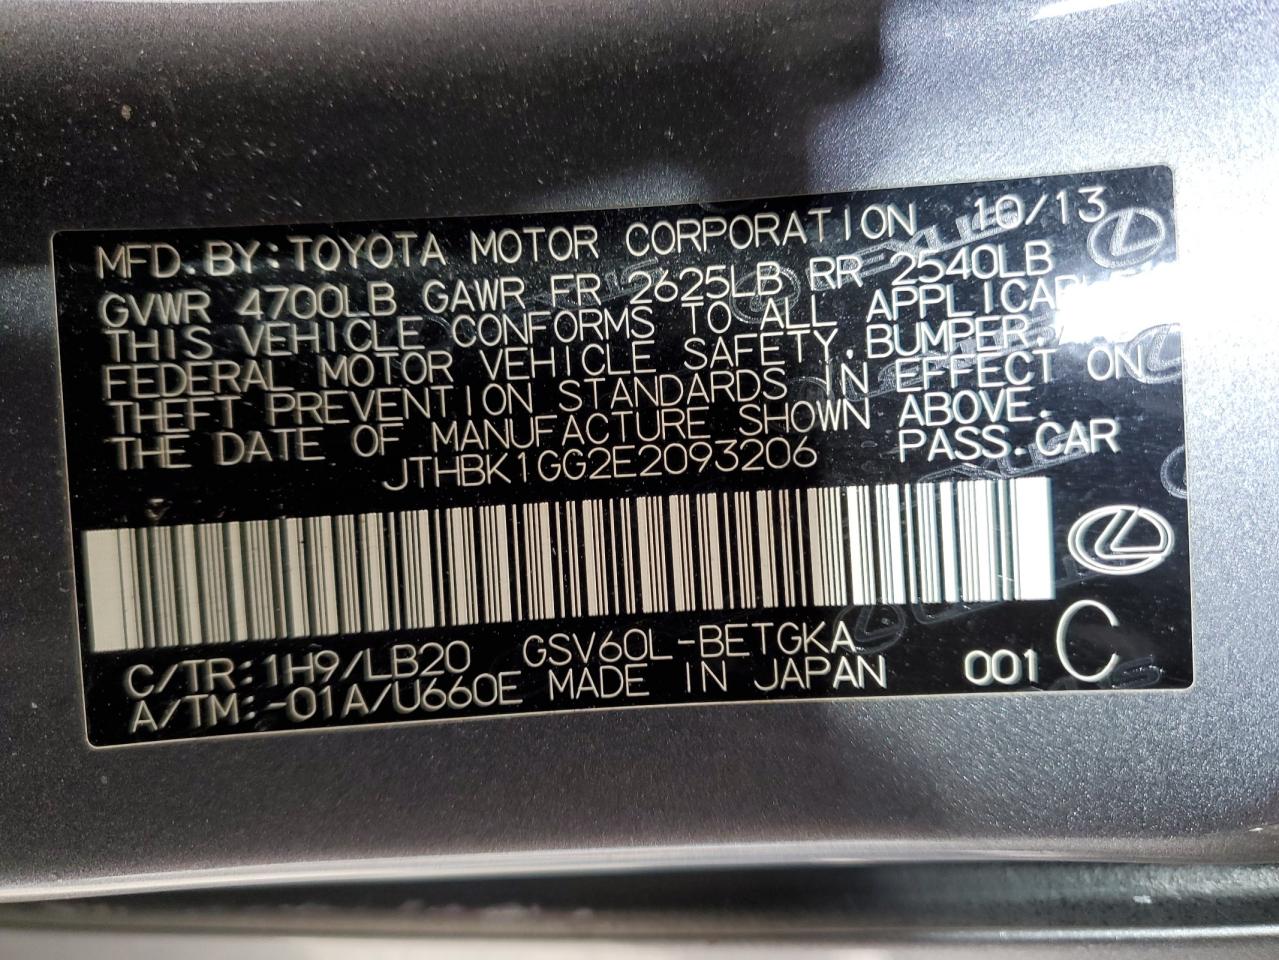 MFD.BY:TOYOTA MOTOR CORPORATION 10/13
GVWR 4700LB GAWR FR 2625LB RR 2540LB
THIS VEHICLE CONFORMS TO ALL
FEDERAL MOTOR VEHICLE SAFETY,BUMPER,
THEFT PREVENTION STANDARDS IN EFFECT ON
THE DATE OF MANUFACTURE SHOWN ABOVE.
JTHBK1GG2E2093206 PASS.CAR
C/TR:1H9/LB20 GSV60L-BETGKA
A/TM:-01A/U660E MADE IN JAPAN 001 C